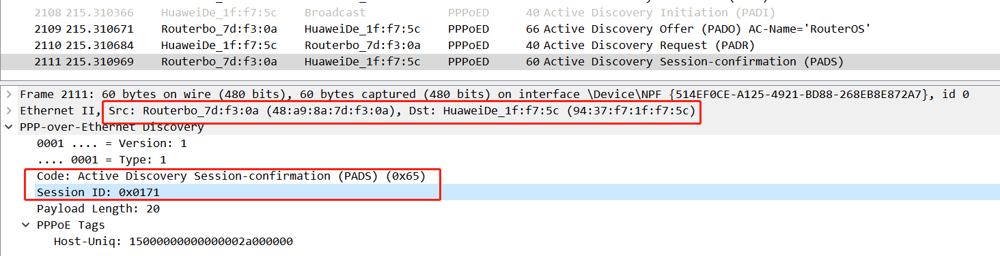 2108 215.310366 HuaweiDe_1f:f7:5c Broadcast PPPoED 40 Active Discovery Initiation (PADI)
2109 215.310671 Routerbo_7d:f3:0a HuaweiDe_1f:f7:5c PPPoED 66 Active Discovery Offer (PADO) AC-Name='RouterOS'
2110 215.310684 HuaweiDe_1f:f7:5c Routerbo_7d:f3:0a PPPoED 40 Active Discovery Request (PADR)
2111 215.310969 Routerbo_7d:f3:0a HuaweiDe_1f:f7:5c PPPoED 60 Active Discovery Session-confirmation (PADS)
Frame 2111: 60 bytes on wire (480 bits), 60 bytes captured (480 bits) on interface \Device\NPF_{514EF0CE-A125-4921-BD88-268EB8E872A7}, id 0
Ethernet II, Src: Routerbo_7d:f3:0a (48:a9:8a:7d:f3:0a), Dst: HuaweiDe_1f:f7:5c (94:37:f7:1f:f7:5c)
PPP-over-Ethernet Discovery
0001 .... = Version: 1
.... 0001 = Type: 1
Code: Active Discovery Session-confirmation (PADS) (0x65)
Session ID: 0x0171
Payload Length: 20
PPPoE Tags
Host-Uniq: 15000000000000002a000000